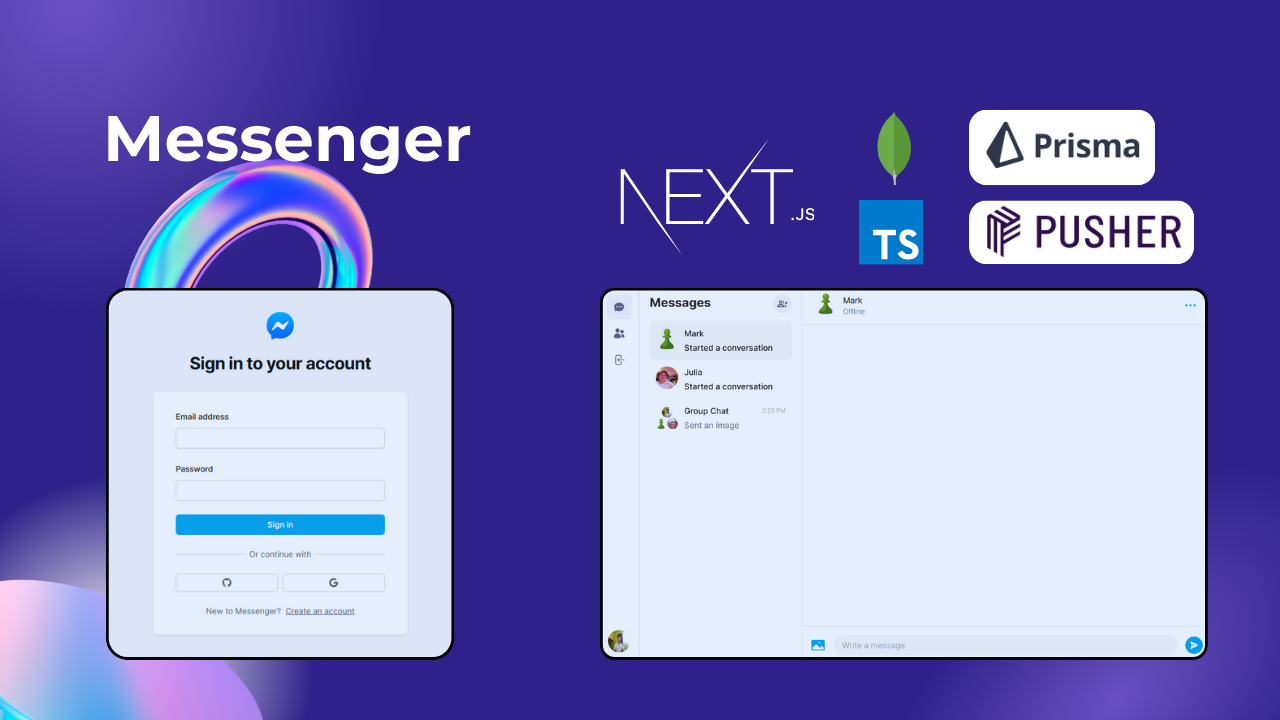 Messenger
NEXT.JS
TS
Prisma
PUSHER
Sign in to your account
Email address
Password
Sign in
Or continue with
New to Messenger? Create an account
Messages
Mark
Started a conversation
Julia
Started a conversation
Group Chat 2:23 PM
Sent an image
Mark
Offline
Write a message